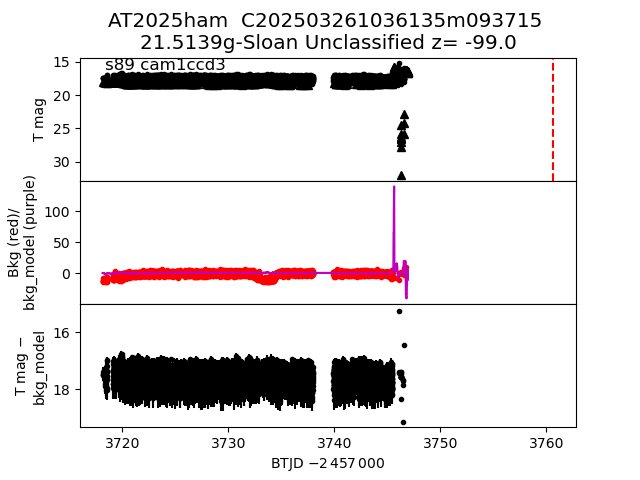 AT2025ham C202503261036135m093715
21.5139g-Sloan Unclassified z= -99.0
s89 cam1ccd3
15
20
25
30
T mag
100
50
0
Bkg (red)/
bkg_model (purple)
16
18
T mag −
bkg_model
3720 3730 3740 3750 3760
BTJD −2 457 000